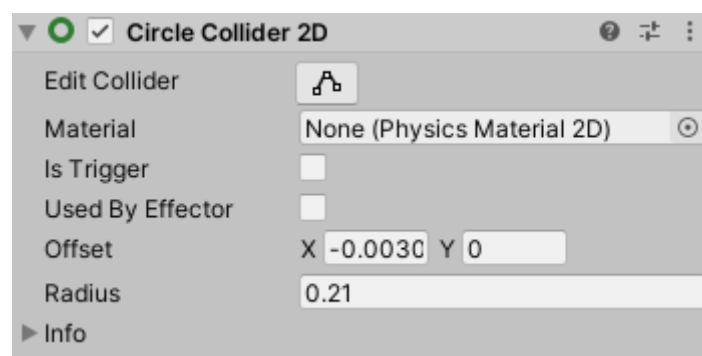 Circle Collider 2D
Edit Collider
Material None (Physics Material 2D)
Is Trigger
Used By Effector
Offset X -0.0030 Y 0
Radius 0.21
Info